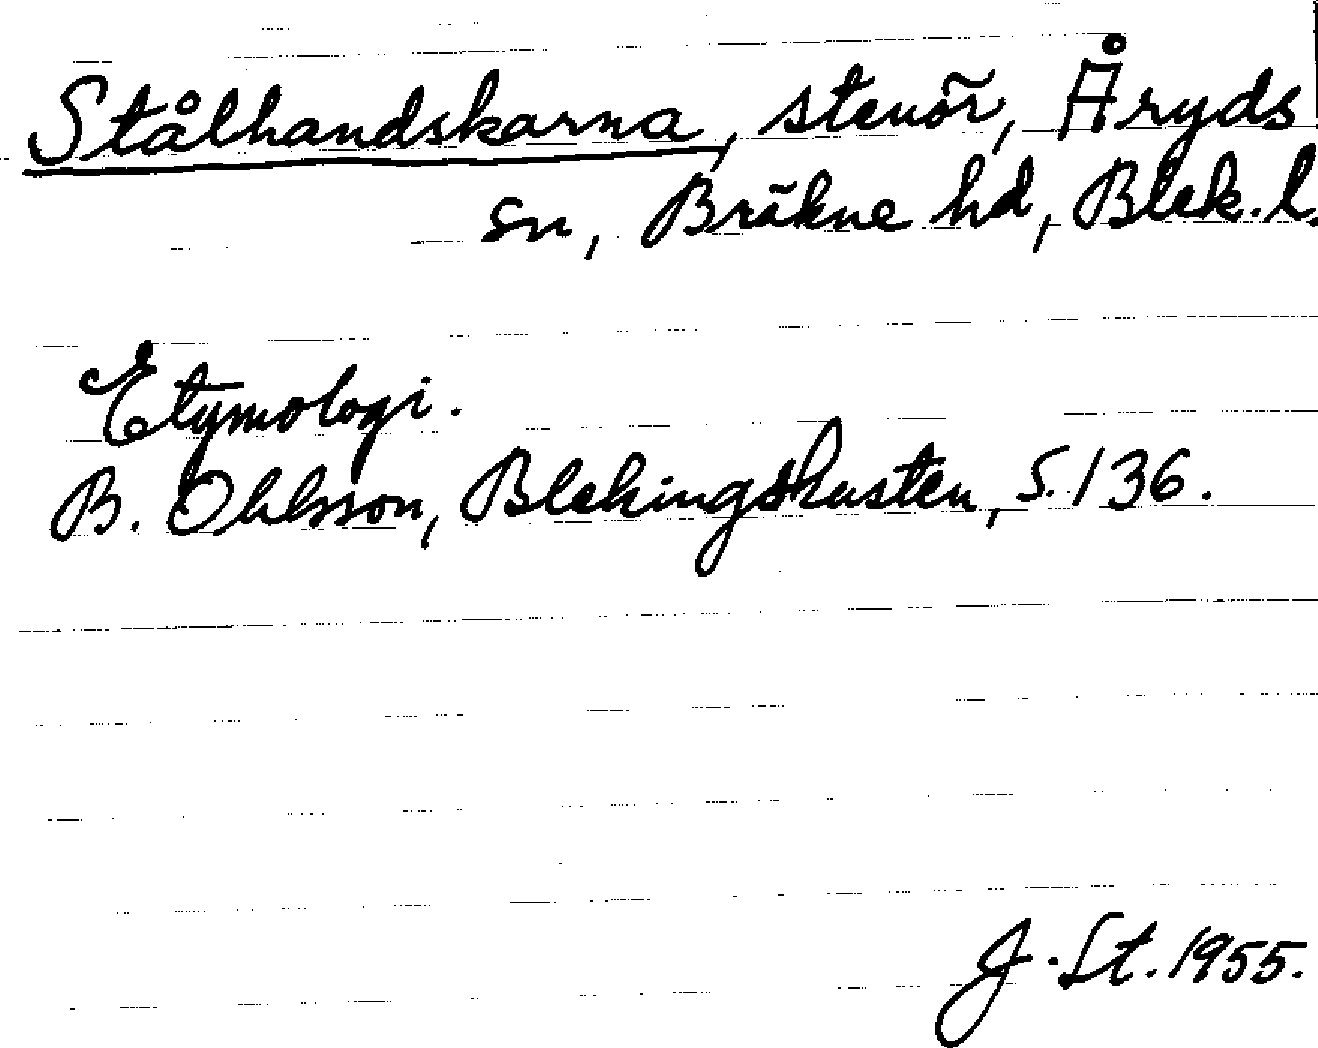 Stålhandskarna, stenör, Åryds
sn, Bräkne hd, Blek. l.
Etymologi.
B. Ohlsson, Blekingskusten, S. 136.
J. St. 1955.